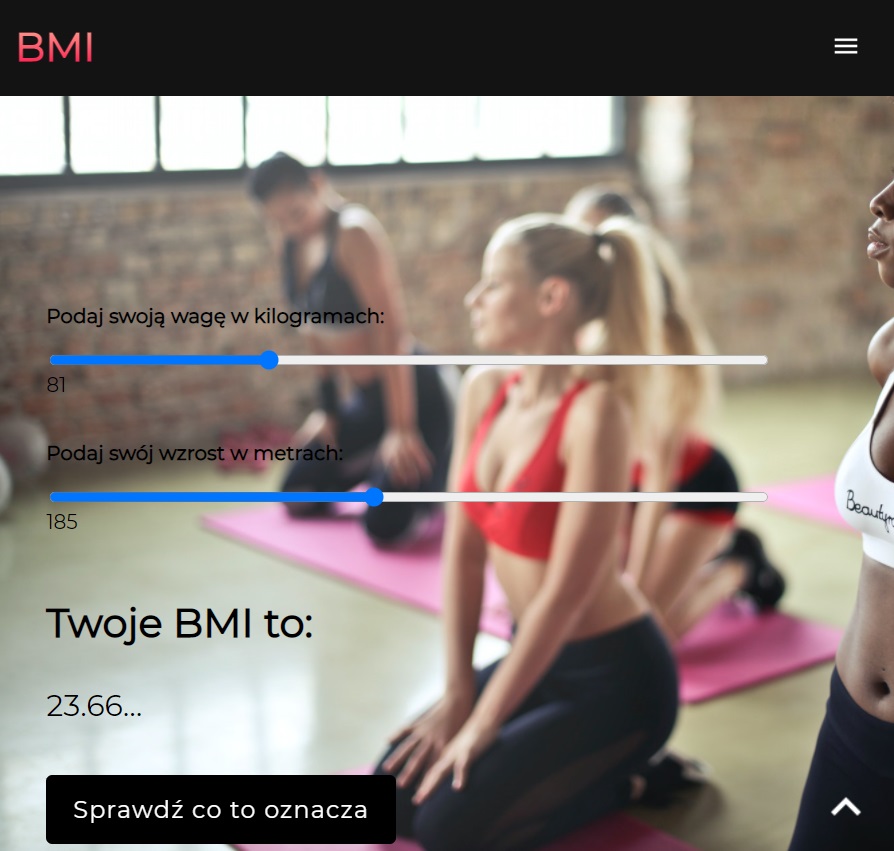 BMI
Podaj swoją wagę w kilogramach:
81
Podaj swój wzrost w metrach:
185
Twoje BMI to:
23.66...
Sprawdź co to oznacza